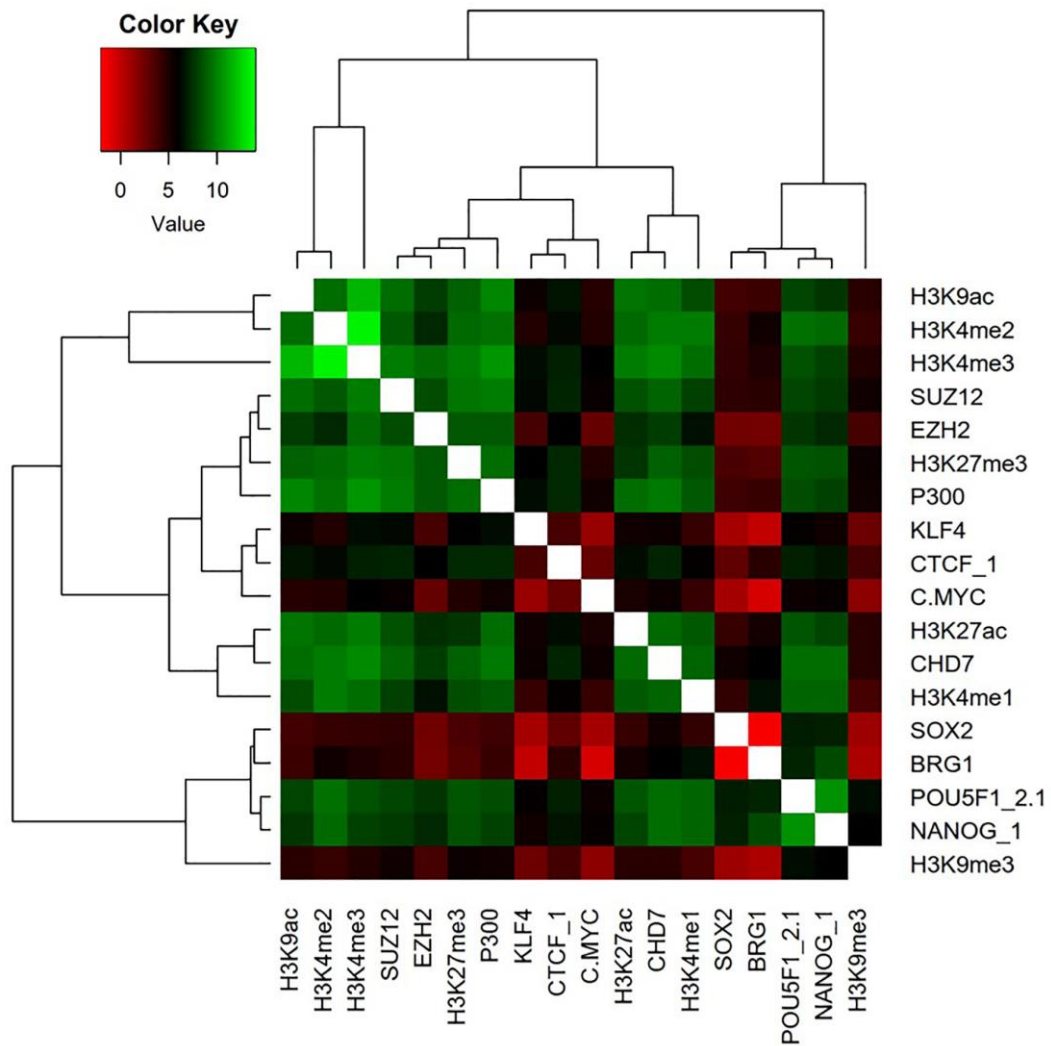 Color Key
0 5 10
Value
H3K9ac
H3K4me2
H3K4me3
SUZ12
EZH2
H3K27me3
P300
KLF4
CTCF_1
C.MYC
H3K27ac
CHD7
H3K4me1
SOX2
BRG1
POU5F1_2.1
NANOG_1
H3K9me3
H3K9ac
H3K4me2
H3K4me3
SUZ12
EZH2
H3K27me3
P300
KLF4
CTCF_1
C.MYC
H3K27ac
CHD7
H3K4me1
SOX2
BRG1
POU5F1_2.1
NANOG_1
H3K9me3